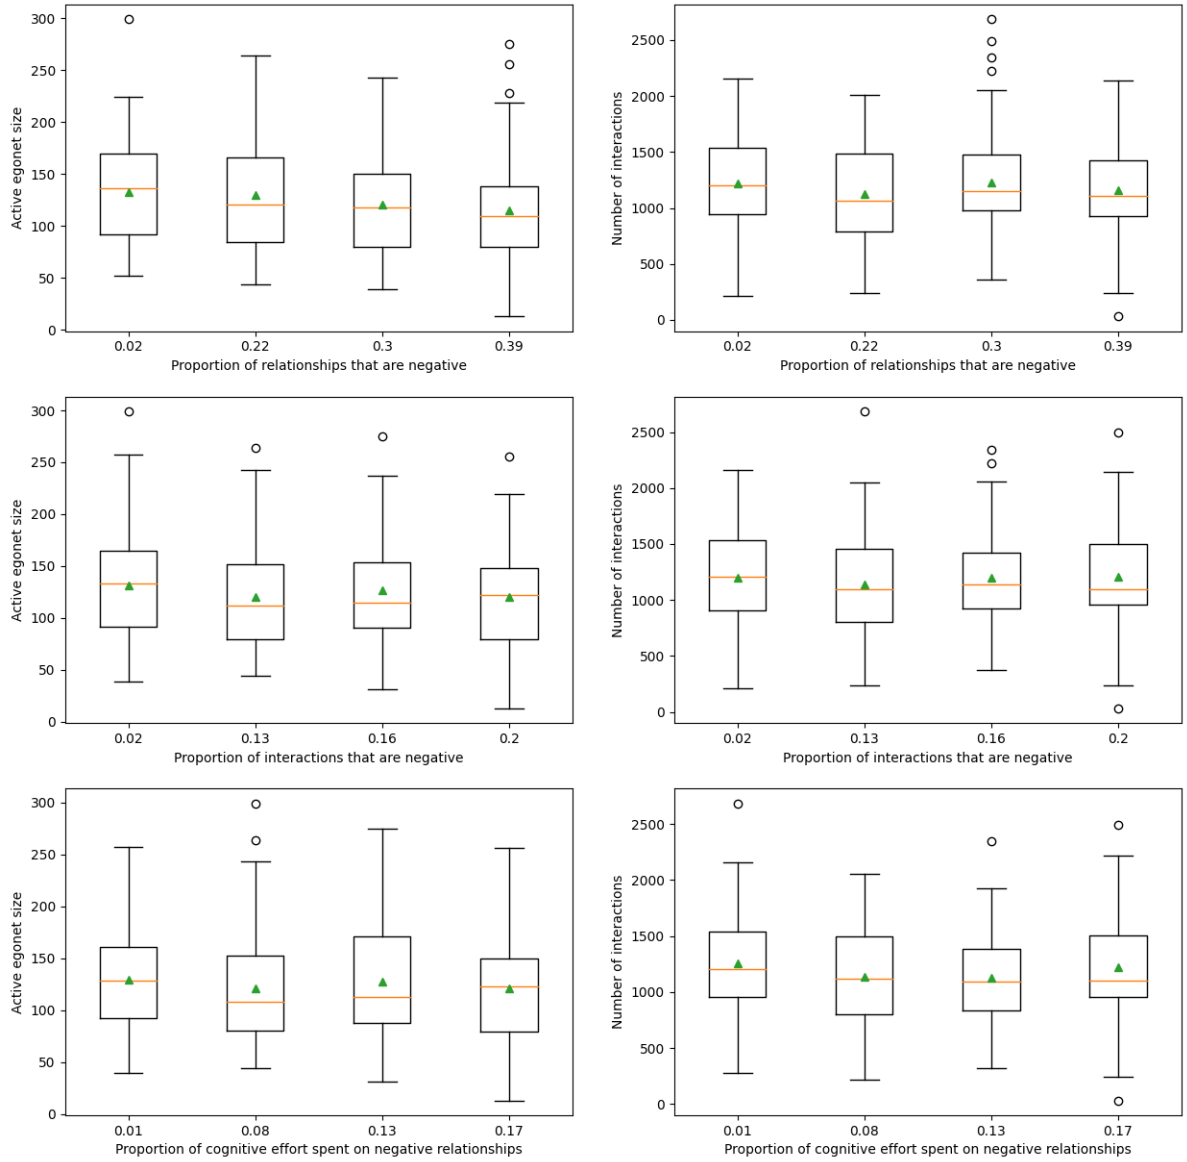 300
250
200
150
100
50
0
Active egonet size
0.02 0.22 0.3 0.39
Proportion of relationships that are negative
2500
2000
1500
1000
500
0
Number of interactions
0.02 0.22 0.3 0.39
Proportion of relationships that are negative
300
250
200
150
100
50
0
Active egonet size
0.02 0.13 0.16 0.2
Proportion of interactions that are negative
2500
2000
1500
1000
500
0
Number of interactions
0.02 0.13 0.16 0.2
Proportion of interactions that are negative
300
250
200
150
100
50
0
Active egonet size
0.01 0.08 0.13 0.17
Proportion of cognitive effort spent on negative relationships
2500
2000
1500
1000
500
0
Number of interactions
0.01 0.08 0.13 0.17
Proportion of cognitive effort spent on negative relationships